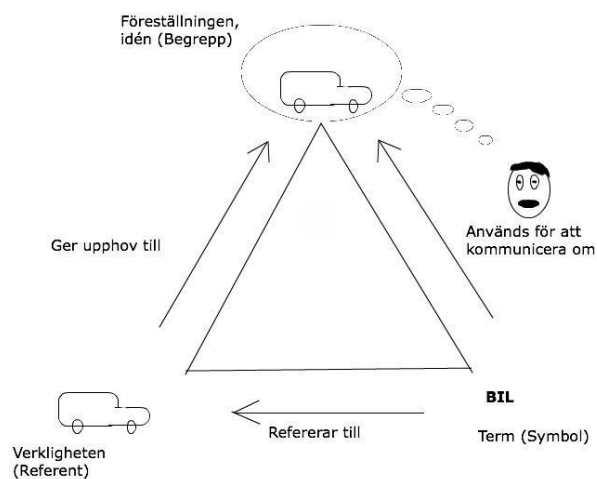 Föreställningen,
idén (Begrepp)
Ger upphov till
Används för att
kommunicera om
BIL
Refererar till
Term (Symbol)
Verkligheten
(Referent)